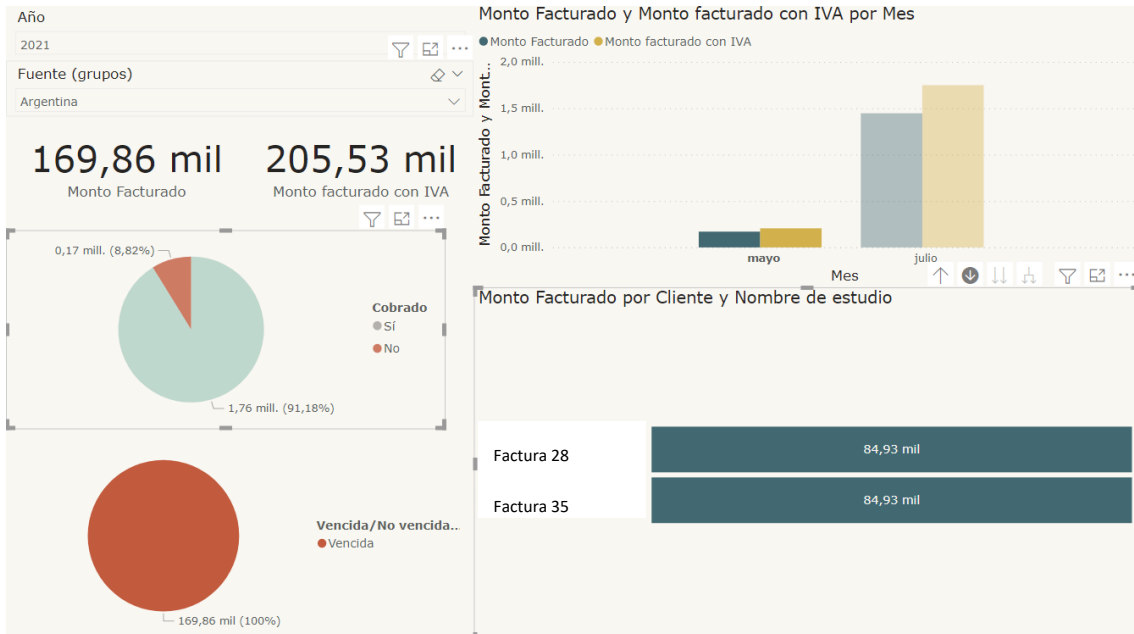 Año
2021
Fuente (grupos)
Argentina
169,86 mil
Monto Facturado
205,53 mil
Monto facturado con IVA
0,17 mill. (8,82%)
1,76 mill. (91,18%)
Cobrado
Sí
No
169,86 mil (100%)
Vencida/No vencida...
Vencida
Monto Facturado y Monto facturado con IVA por Mes
Monto Facturado Monto facturado con IVA
Monto Facturado y Mont...
2,0 mill.
1,5 mill.
1,0 mill.
0,5 mill.
0,0 mill.
mayo julio
Mes
Monto Facturado por Cliente y Nombre de estudio
Factura 28 84,93 mil
Factura 35 84,93 mil